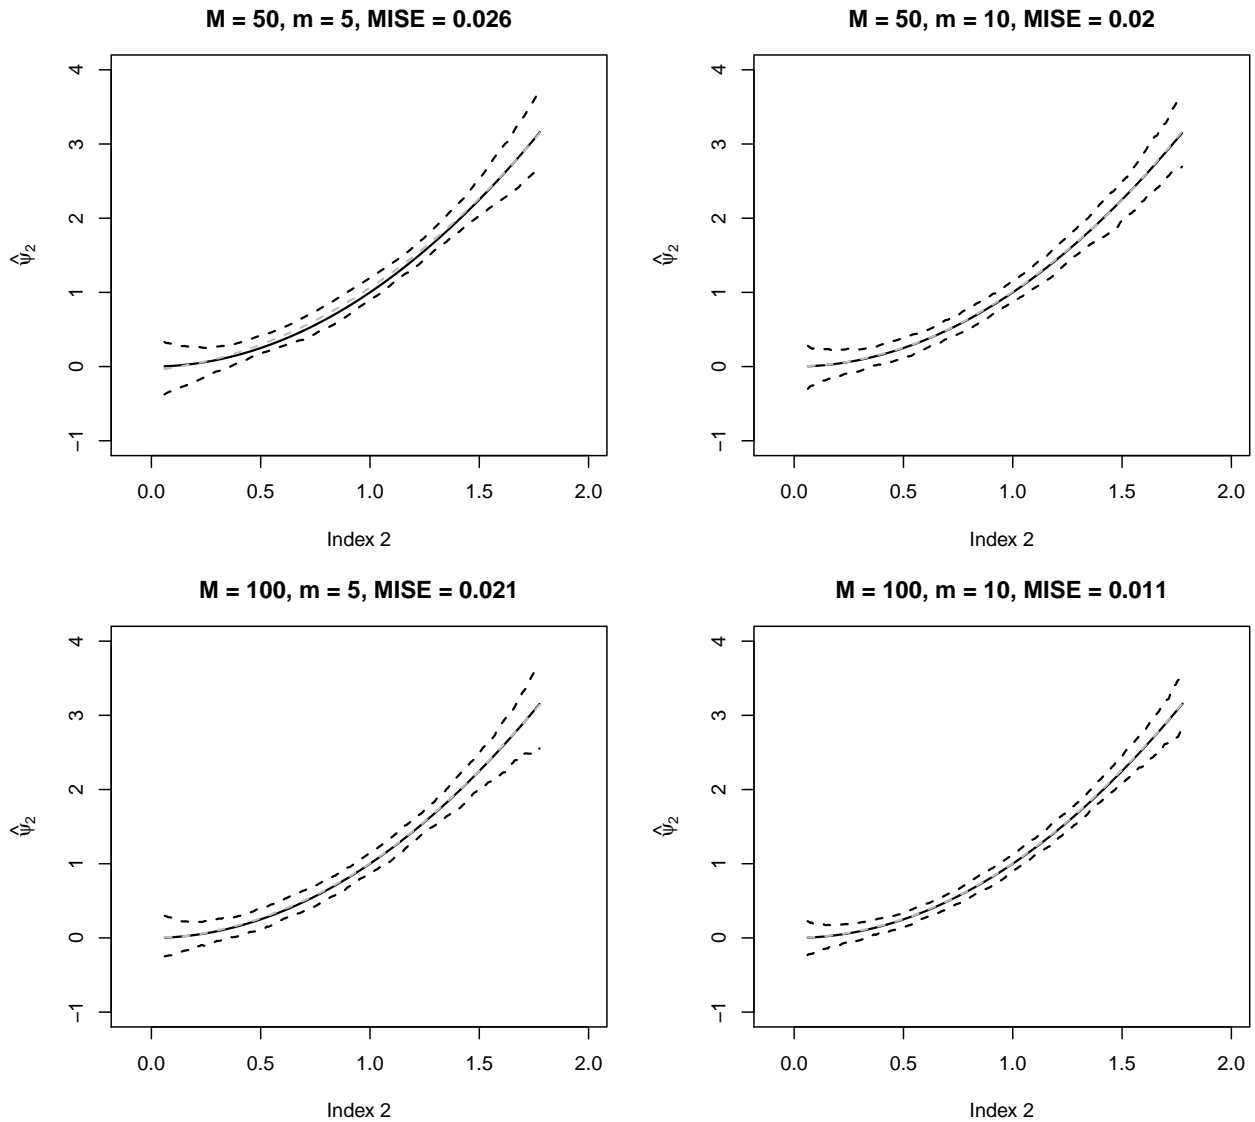 M = 50, m = 5, MISE = 0.026
4
3
2
1
0
−1
ψ̂₂
0.0 0.5 1.0 1.5 2.0
Index 2
M = 50, m = 10, MISE = 0.02
4
3
2
1
0
−1
ψ̂₂
0.0 0.5 1.0 1.5 2.0
Index 2
M = 100, m = 5, MISE = 0.021
4
3
2
1
0
−1
ψ̂₂
0.0 0.5 1.0 1.5 2.0
Index 2
M = 100, m = 10, MISE = 0.011
4
3
2
1
0
−1
ψ̂₂
0.0 0.5 1.0 1.5 2.0
Index 2